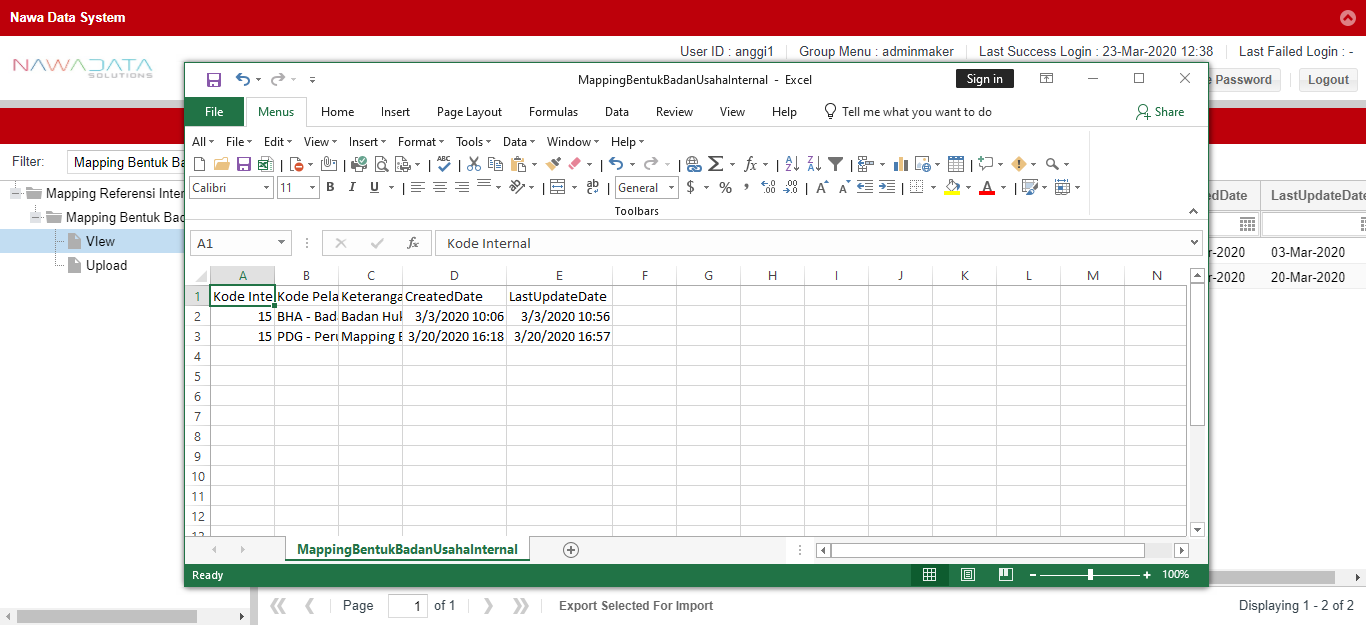 Nawa Data System
User ID : anggi1 Group Menu : adminmaker Last Success Login : 23-Mar-2020 12:38 Last Failed Login : -
NAWADATA
SOLUTIONS
MappingBentukBadanUsahaInternal - Excel Sign in
Password Logout
File Menus Home Insert Page Layout Formulas Data Review View Help Tell me what you want to do Share
All File Edit View Insert Format Tools Data Window Help
Filter: Mapping Bentuk Ba
Calibri 11 B I U ab General $ % ,
Toolbars
Mapping Referensi Inter
Mapping Bentuk Bad
VIew
Upload
dDate LastUpdateDate
r-2020 03-Mar-2020
r-2020 20-Mar-2020
A1 fx Kode Internal
A B C D E F G H I J K L M N
1 Kode Inte Kode Pela Keteranga CreatedDate LastUpdateDate
2 15 BHA - Bad Badan Huk 3/3/2020 10:06 3/3/2020 10:56
3 15 PDG - Peru Mapping B 3/20/2020 16:18 3/20/2020 16:57
4
5
6
7
8
9
10
11
12
13
MappingBentukBadanUsahaInternal
Ready 100%
Page 1 of 1 Export Selected For Import Displaying 1 - 2 of 2